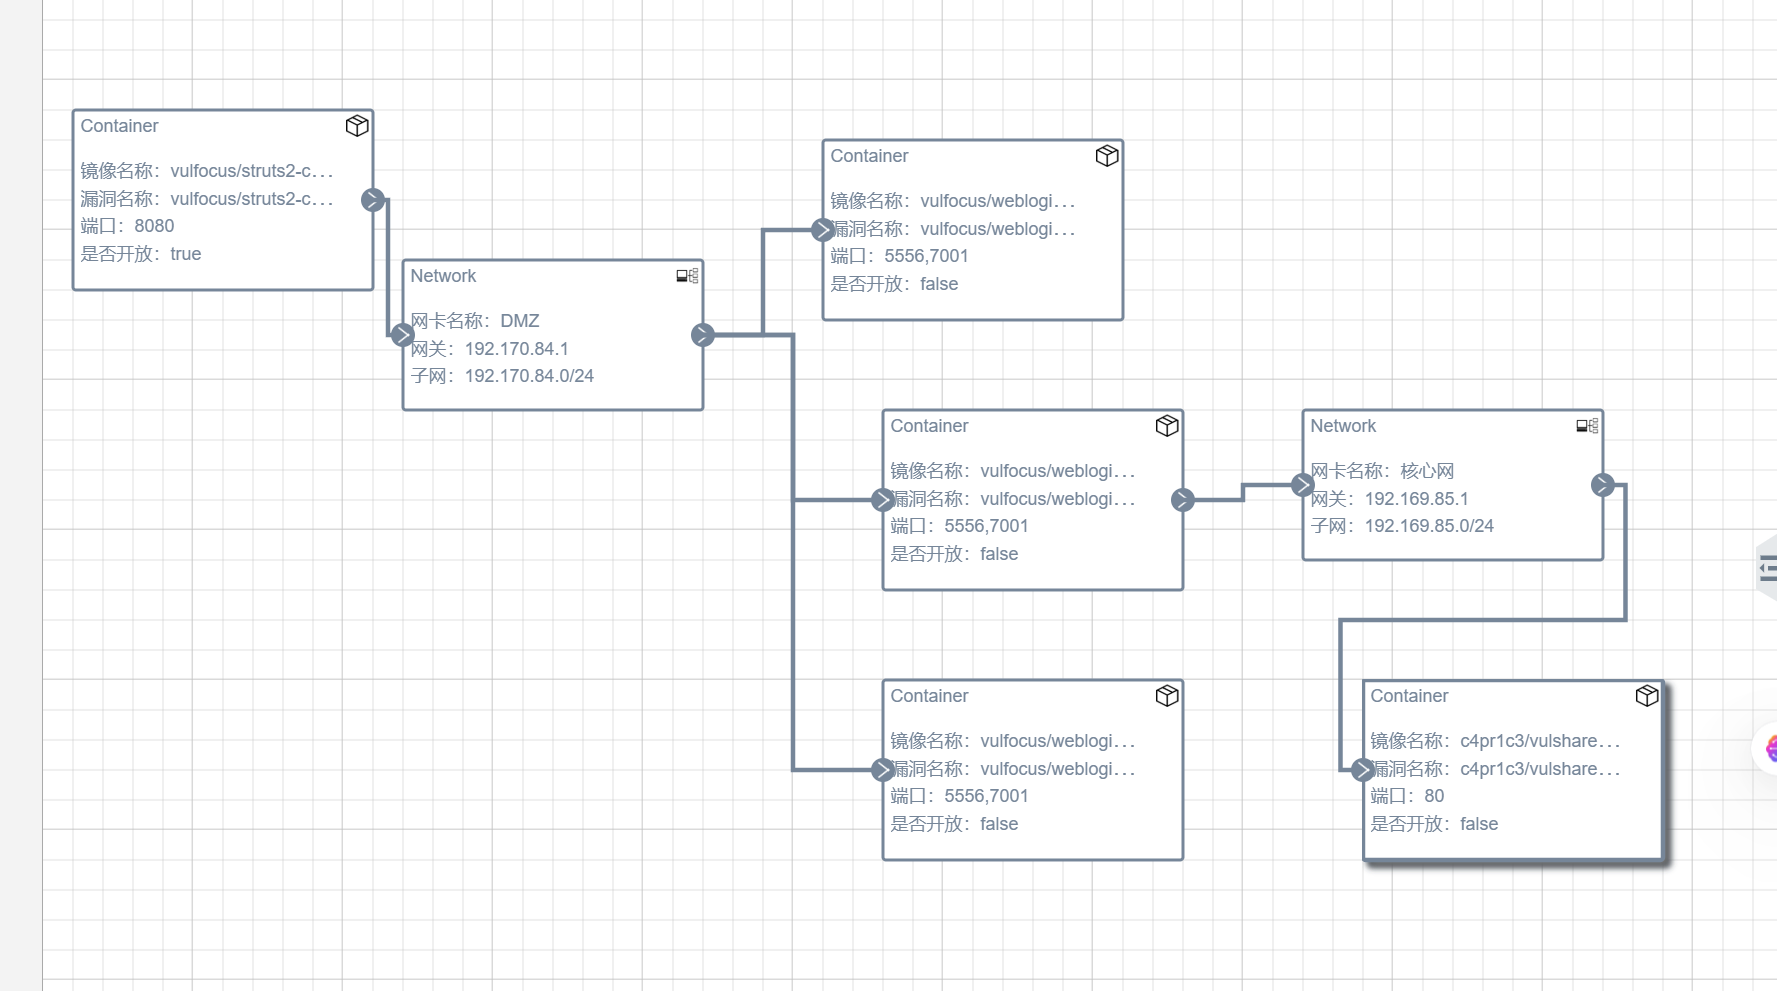 Container
镜像名称：vulfocus/struts2-c...
漏洞名称：vulfocus/struts2-c...
端口：8080
是否开放：true
Network
网卡名称：DMZ
网关：192.170.84.1
子网：192.170.84.0/24
Container
镜像名称：vulfocus/weblogi...
漏洞名称：vulfocus/weblogi...
端口：5556,7001
是否开放：false
Container
镜像名称：vulfocus/weblogi...
漏洞名称：vulfocus/weblogi...
端口：5556,7001
是否开放：false
Network
网卡名称：核心网
网关：192.169.85.1
子网：192.169.85.0/24
Container
镜像名称：vulfocus/weblogi...
漏洞名称：vulfocus/weblogi...
端口：5556,7001
是否开放：false
Container
镜像名称：c4pr1c3/vulshare...
漏洞名称：c4pr1c3/vulshare...
端口：80
是否开放：false